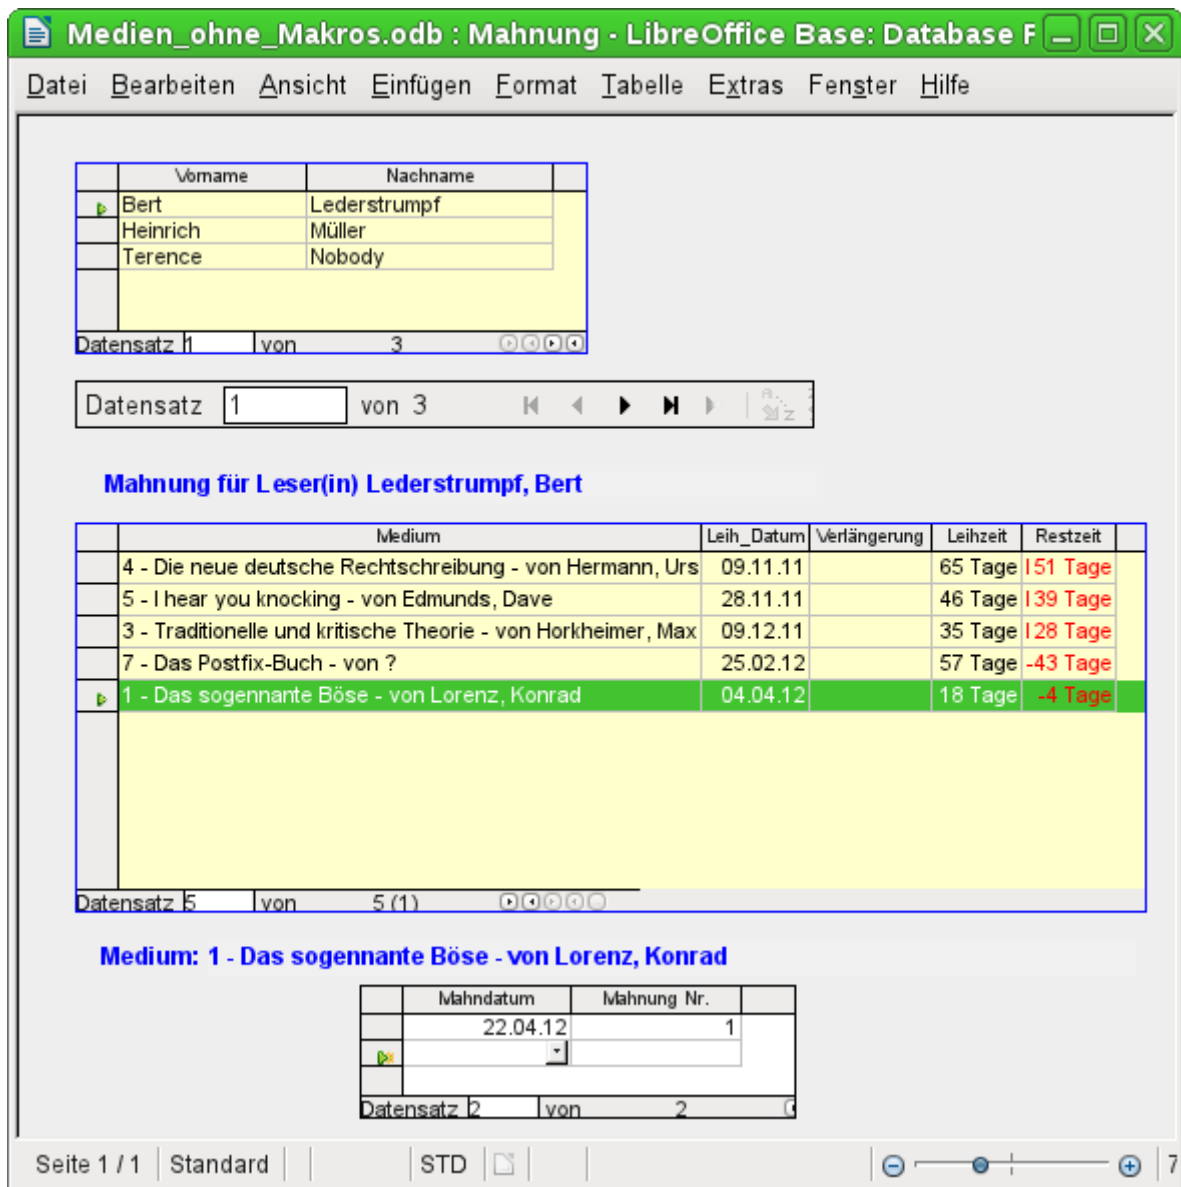 Medien_ohne_Makros.odb : Mahnung - LibreOffice Base: Database F
Datei Bearbeiten Ansicht Einfügen Format Tabelle Extras Fenster Hilfe
Vorname Nachname
Bert Lederstrumpf
Heinrich Müller
Terence Nobody
Datensatz 1 von 3
Datensatz 1 von 3
Mahnung für Leser(in) Lederstrumpf, Bert
Medium Leih_Datum Verlängerung Leihzeit Restzeit
4 - Die neue deutsche Rechtschreibung - von Hermann, Urs 09.11.11 65 Tage 51 Tage
5 - I hear you knocking - von Edmunds, Dave 28.11.11 46 Tage 39 Tage
3 - Traditionelle und kritische Theorie - von Horkheimer, Max 09.12.11 35 Tage 28 Tage
7 - Das Postfix-Buch - von ? 25.02.12 57 Tage -43 Tage
1 - Das sogennante Böse - von Lorenz, Konrad 04.04.12 18 Tage -4 Tage
Datensatz 5 von 5 (1)
Medium: 1 - Das sogennante Böse - von Lorenz, Konrad
Mahndatum Mahnung Nr.
22.04.12 1
Datensatz 2 von 2
Seite 1 / 1 Standard STD 7